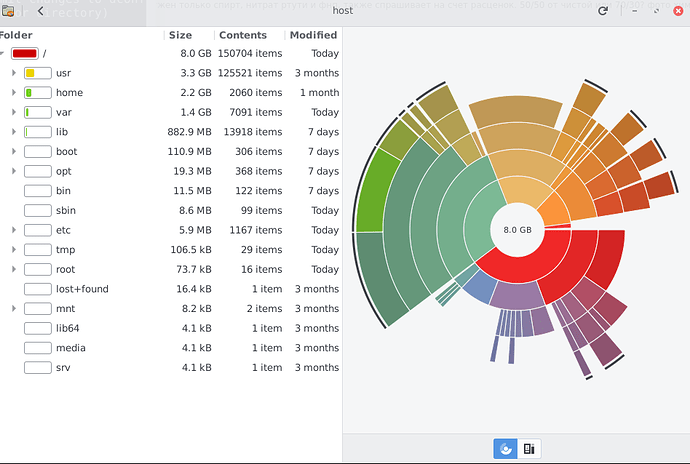 host
Folder Size Contents Modified
/ 8.0 GB 150704 items Today
usr 3.3 GB 125521 items 3 months
home 2.2 GB 2060 items 1 month
var 1.4 GB 7091 items Today
lib 882.9 MB 13918 items 7 days
boot 110.9 MB 306 items 7 days
opt 19.3 MB 368 items 7 days
bin 11.5 MB 122 items 7 days
sbin 8.6 MB 99 items Today
etc 5.9 MB 1167 items Today
tmp 106.5 kB 29 items Today
root 73.7 kB 16 items Today
lost+found 16.4 kB 1 item 3 months
mnt 8.2 kB 2 items 3 months
lib64 4.1 kB 1 item 3 months
media 4.1 kB 1 item 3 months
srv 4.1 kB 1 item 3 months
8.0 GB